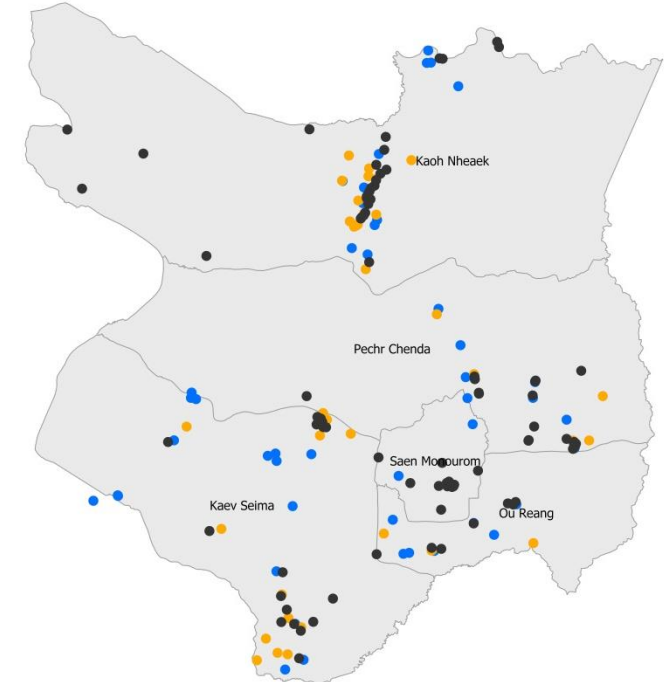 Kaoh Nheaek
Pechr Chenda
Saen Monourom
Kaev Seima
Ou Reang